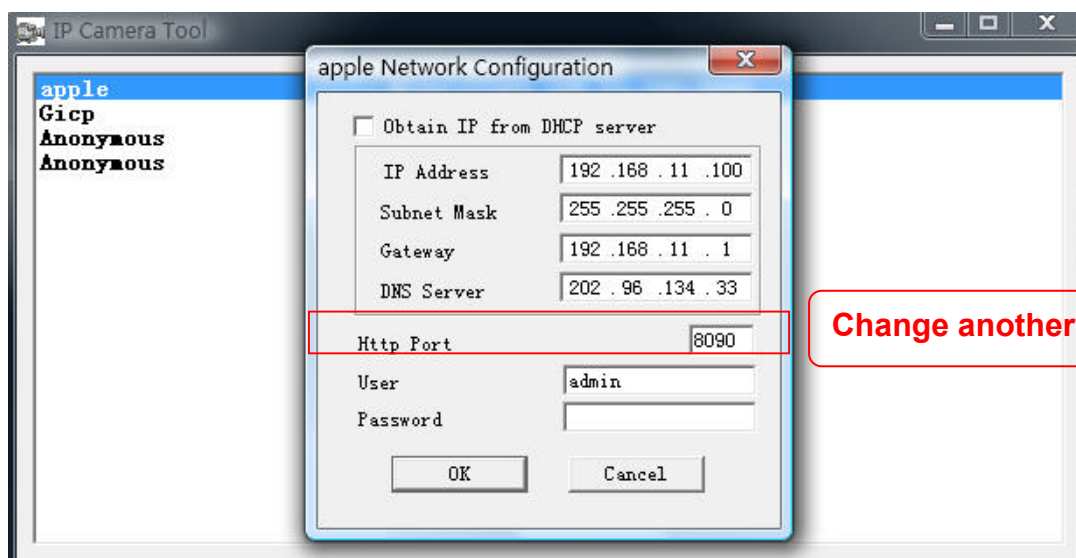 IP Camera Tool
apple
Gicp
Anonymous
Anonymous
apple Network Configuration
Obtain IP from DHCP server
IP Address 192 .168 . 11 .100
Subnet Mask 255 .255 .255 . 0
Gateway 192 .168 . 11 . 1
DNS Server 202 . 96 .134 . 33
Http Port 8090
User admin
Password
OK Cancel
Change another